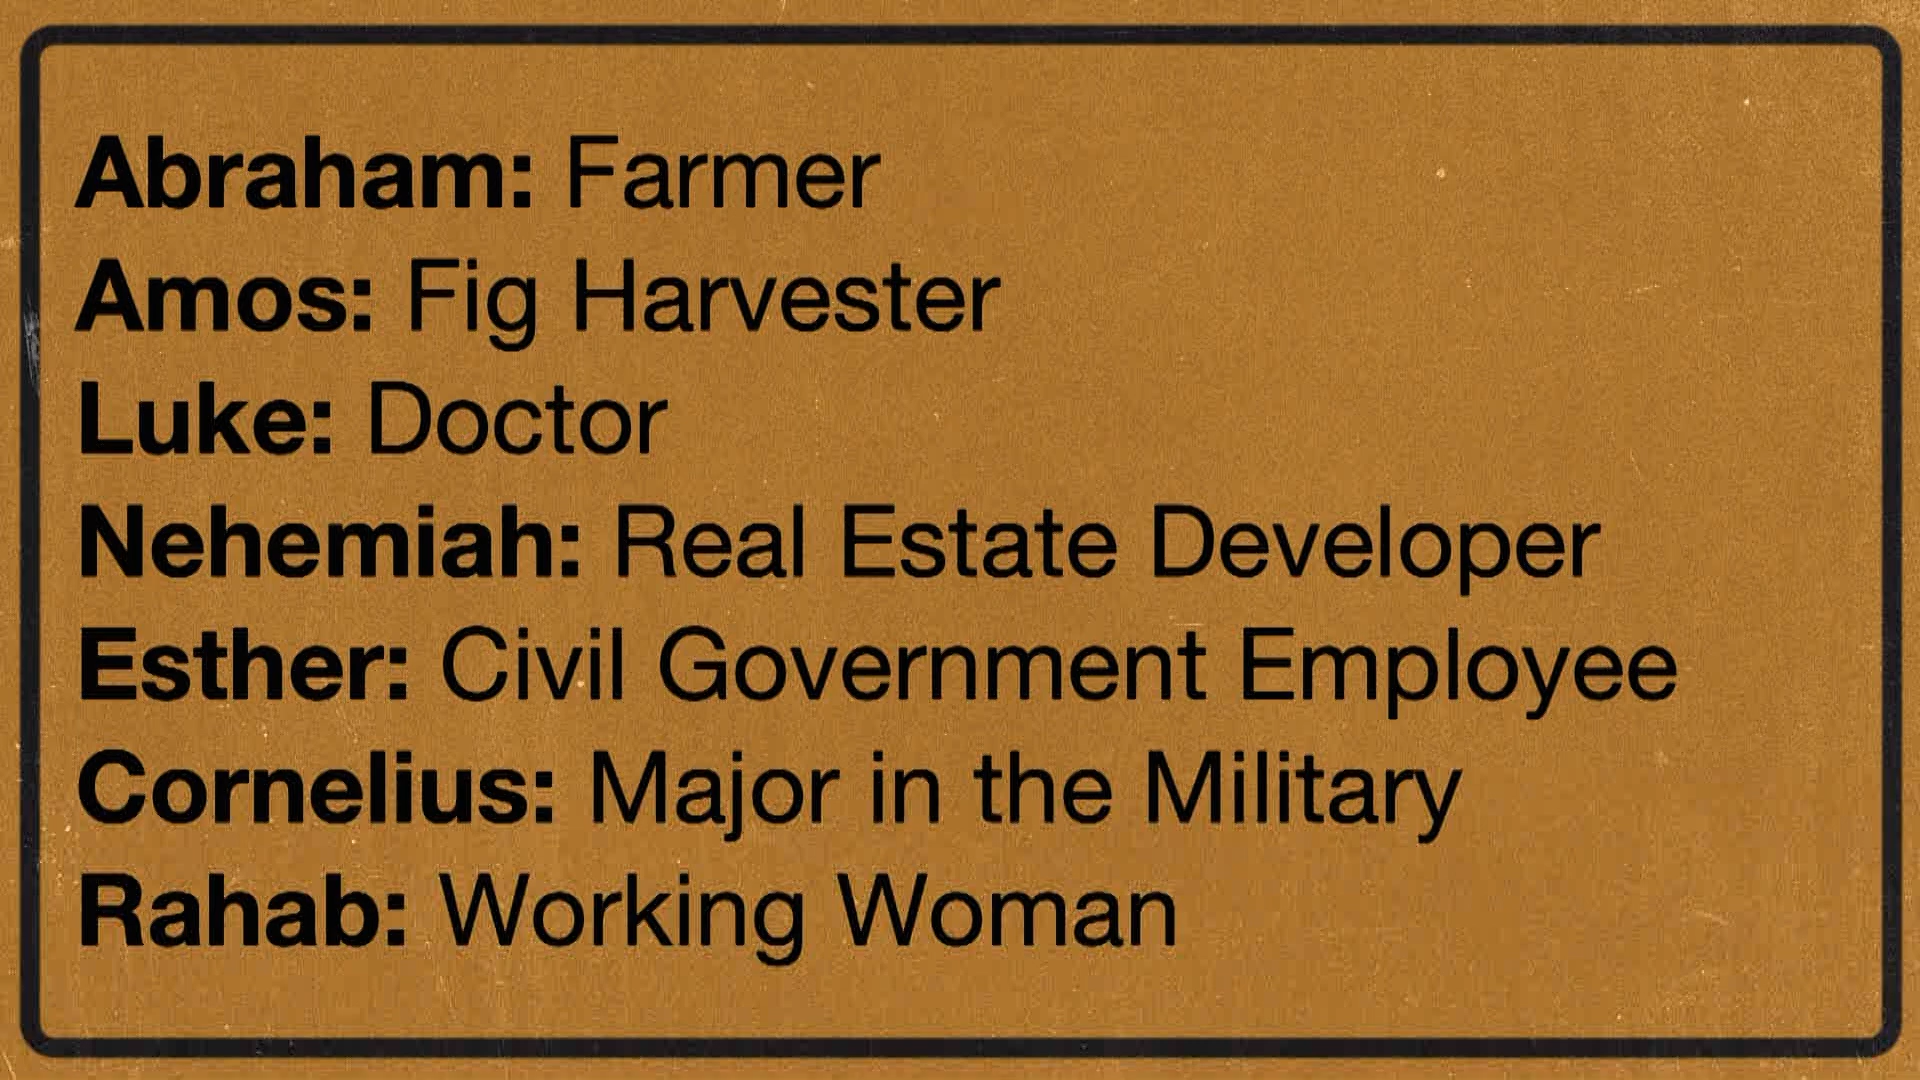 Abraham: Farmer
Amos: Fig Harvester
Luke: Doctor
Nehemiah: Real Estate Developer
Esther: Civil Government Employee
Cornelius: Major in the Military
Rahab: Working Woman